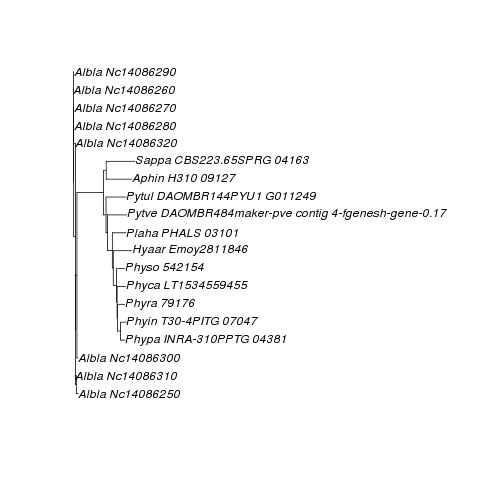 Albla Nc14086290
Albla Nc14086260
Albla Nc14086270
Albla Nc14086280
Albla Nc14086320
Sappa CBS223.65SPRG 04163
Aphin H310 09127
Pytul DAOMBR144PYU1 G011249
Pytve DAOMBR484maker-pve contig 4-fgenesh-gene-0.17
Plaha PHALS 03101
Hyaar Emoy2811846
Physo 542154
Phyca LT1534559455
Phyra 79176
Phyin T30-4PITG 07047
Phypa INRA-310PPTG 04381
Albla Nc14086300
Albla Nc14086310
Albla Nc14086250